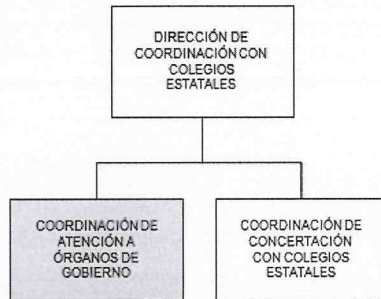 DIRECCIÓN DE
COORDINACIÓN CON
COLEGIOS
ESTATALES
COORDINACIÓN DE
ATENCIÓN A
ÓRGANOS DE
GOBIERNO
COORDINACIÓN DE
CONCERTACIÓN
CON COLEGIOS
ESTATALES